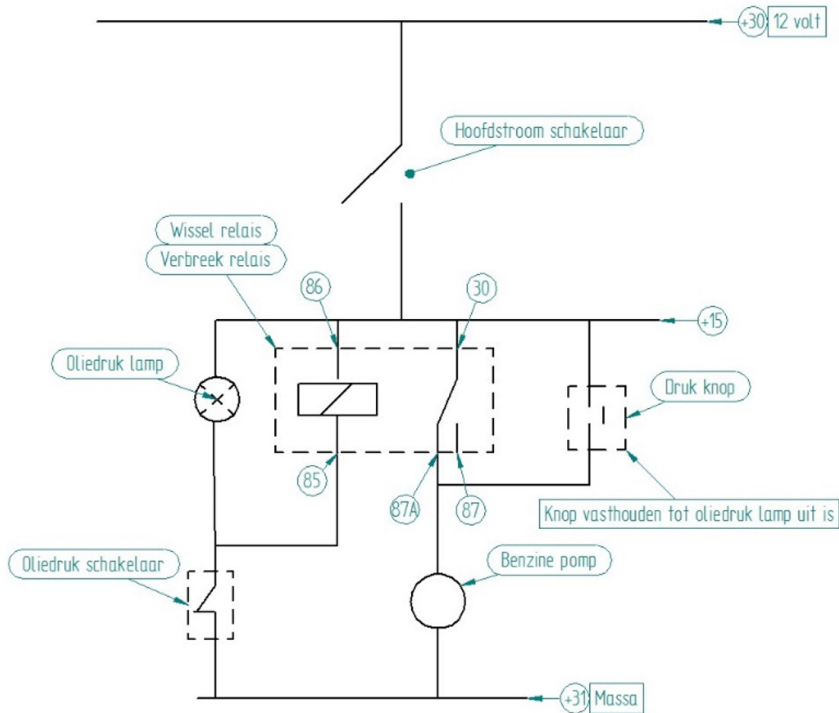 +30 12 volt
Hoofdstroom schakelaar
Wissel relais
Verbreek relais
86
30
+15
Oliedruk lamp
Druk knop
85
87A
87
Knop vasthouden tot oliedruk lamp uit is
Oliedruk schakelaar
Benzine pomp
+31 Massa